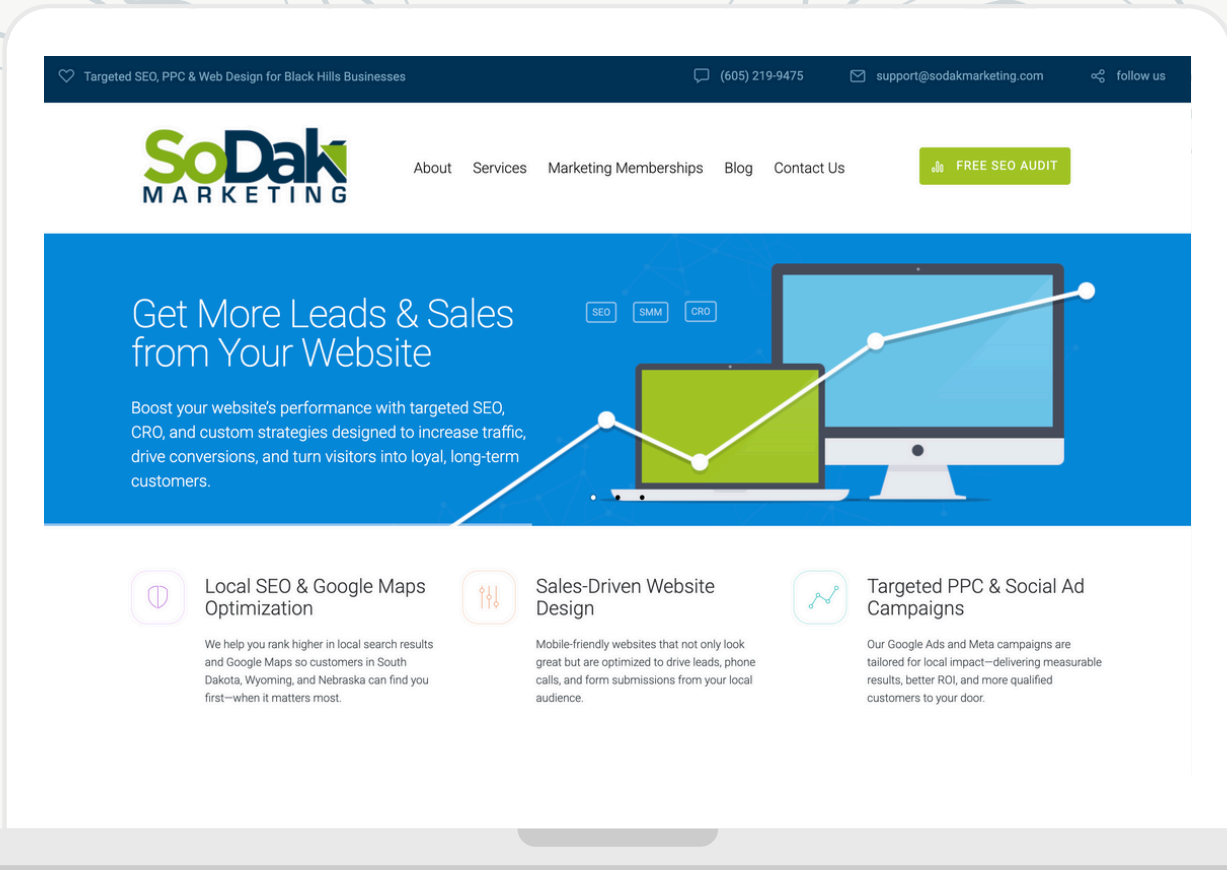 Targeted SEO, PPC & Web Design for Black Hills Businesses
(605) 219-9475
support@sodakmarketing.com
follow us
SoDak
MARKETING
About
Services
Marketing Memberships
Blog
Contact Us
FREE SEO AUDIT
Get More Leads & Sales
from Your Website
SEO
SMM
CRO
Boost your website's performance with targeted SEO,
CRO, and custom strategies designed to increase traffic,
drive conversions, and turn visitors into loyal, long-term
customers.
Local SEO & Google Maps
Optimization
We help you rank higher in local search results
and Google Maps so customers in South
Dakota, Wyoming, and Nebraska can find you
first—when it matters most.
Sales-Driven Website
Design
Mobile-friendly websites that not only look
great but are optimized to drive leads, phone
calls, and form submissions from your local
audience.
Targeted PPC & Social Ad
Campaigns
Our Google Ads and Meta campaigns are
tailored for local impact—delivering measurable
results, better ROI, and more qualified
customers to your door.